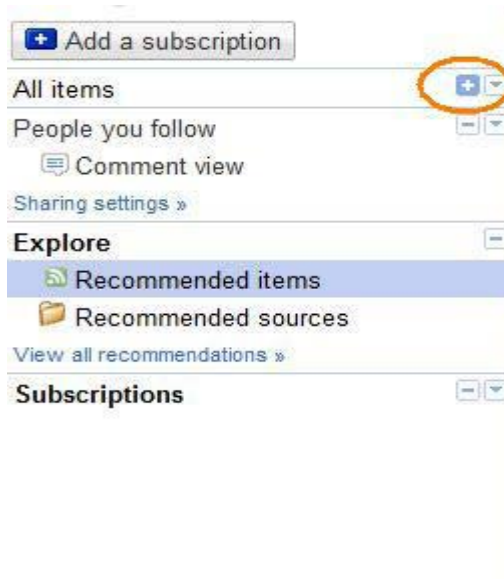 Add a subscription
All items
People you follow
Comment view
Sharing settings »
Explore
Recommended items
Recommended sources
View all recommendations »
Subscriptions